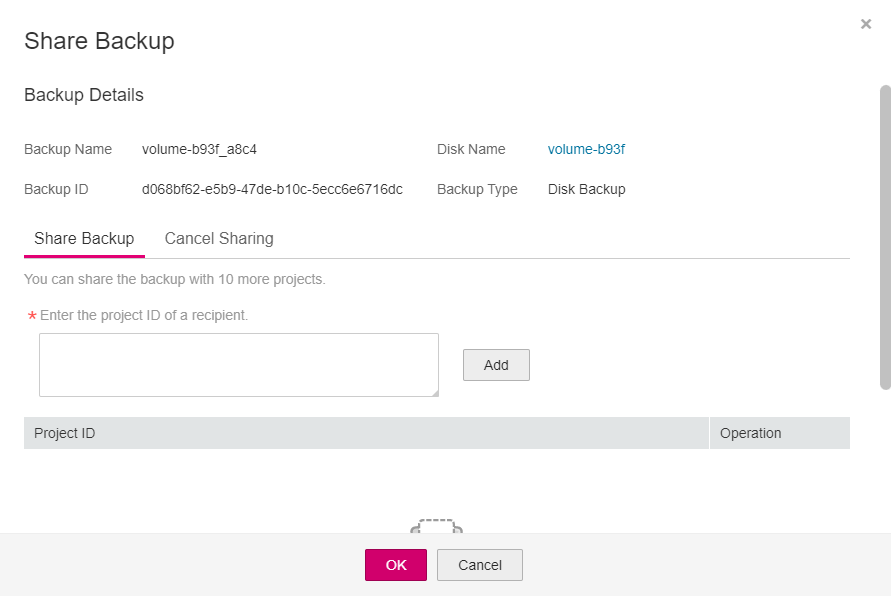 Share Backup
Backup Details
Backup Name volume-b93f_a8c4 Disk Name volume-b93f
Backup ID d068bf62-e5b9-47de-b10c-5ecc6e6716dc Backup Type Disk Backup
Share Backup Cancel Sharing
You can share the backup with 10 more projects.
* Enter the project ID of a recipient.
Add
Project ID Operation
OK Cancel